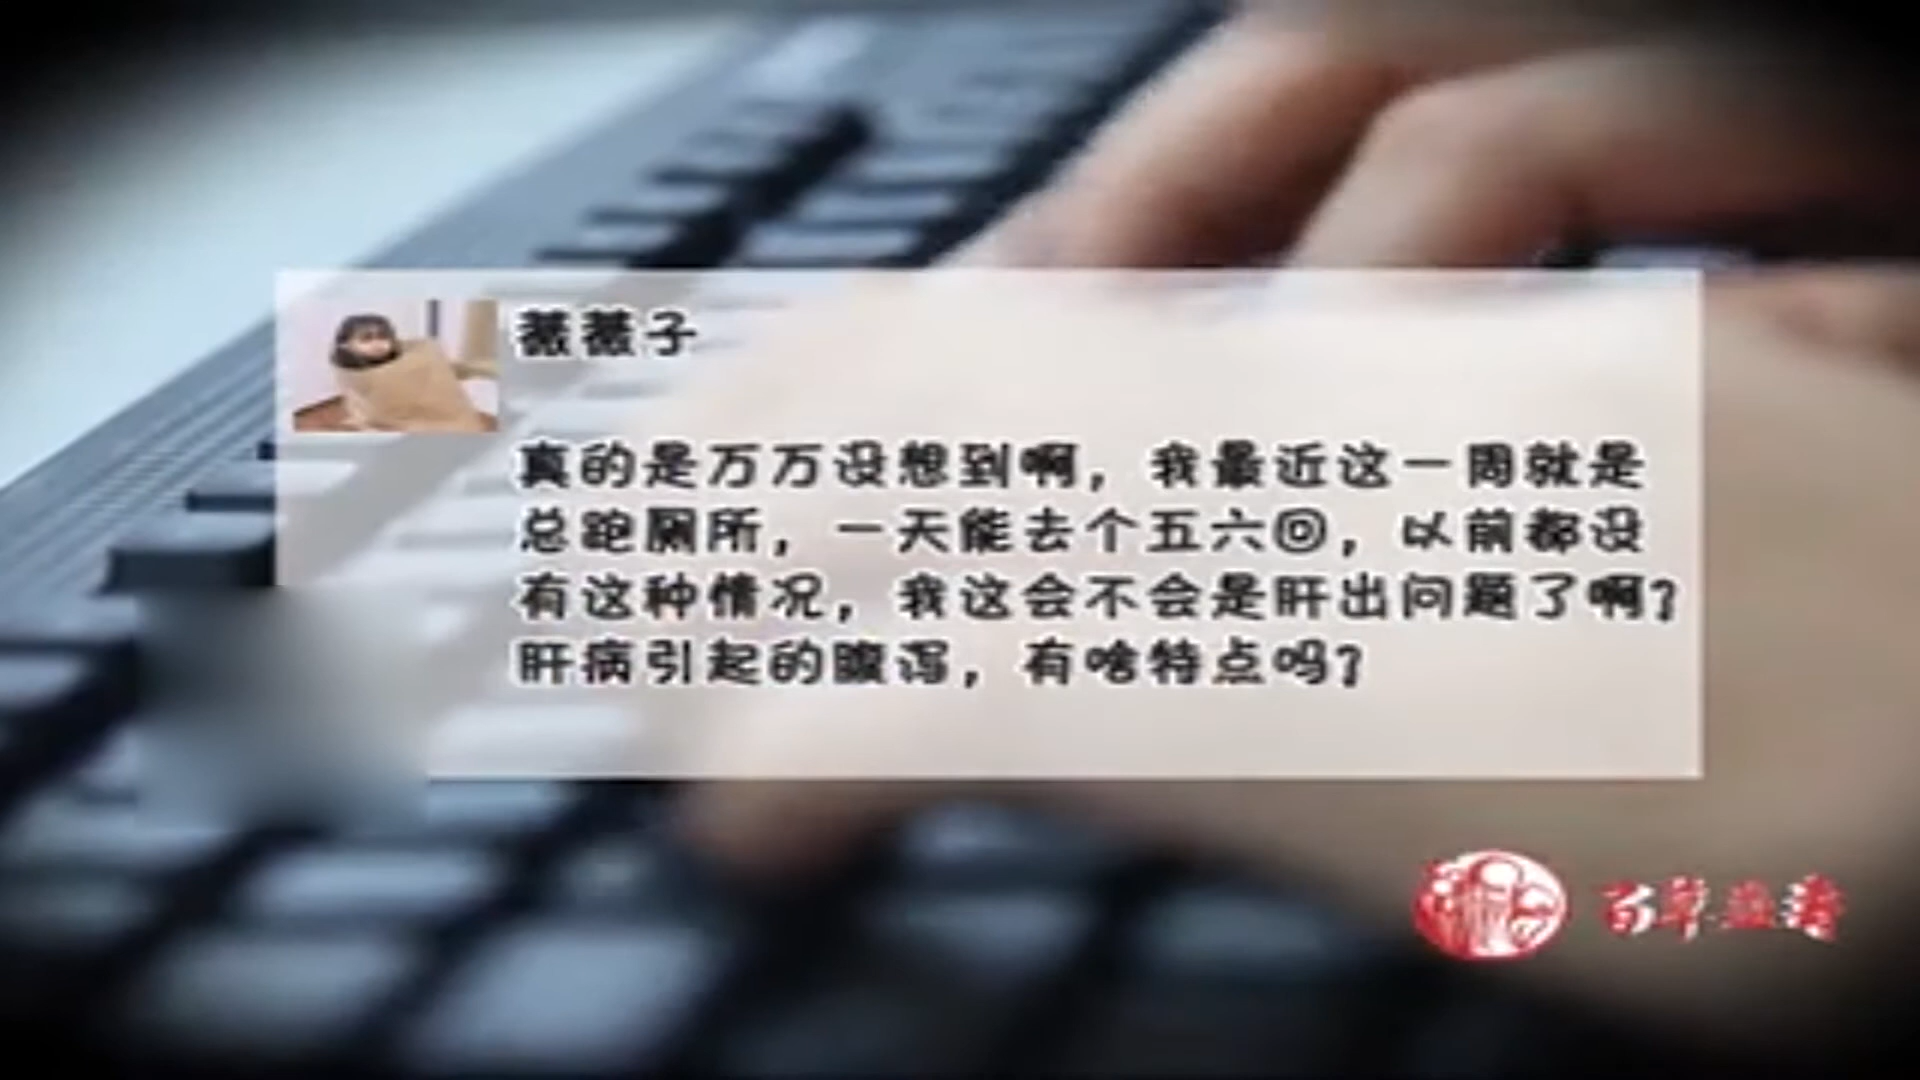 薇薇子
真的是万万没想到啊，我最近这一周就是
总跑厕所，一天能去个五六回，以前都没
有这种情况，我这会不会是肝出问题了啊？
肝病引起的腹泻，有啥特点吗？